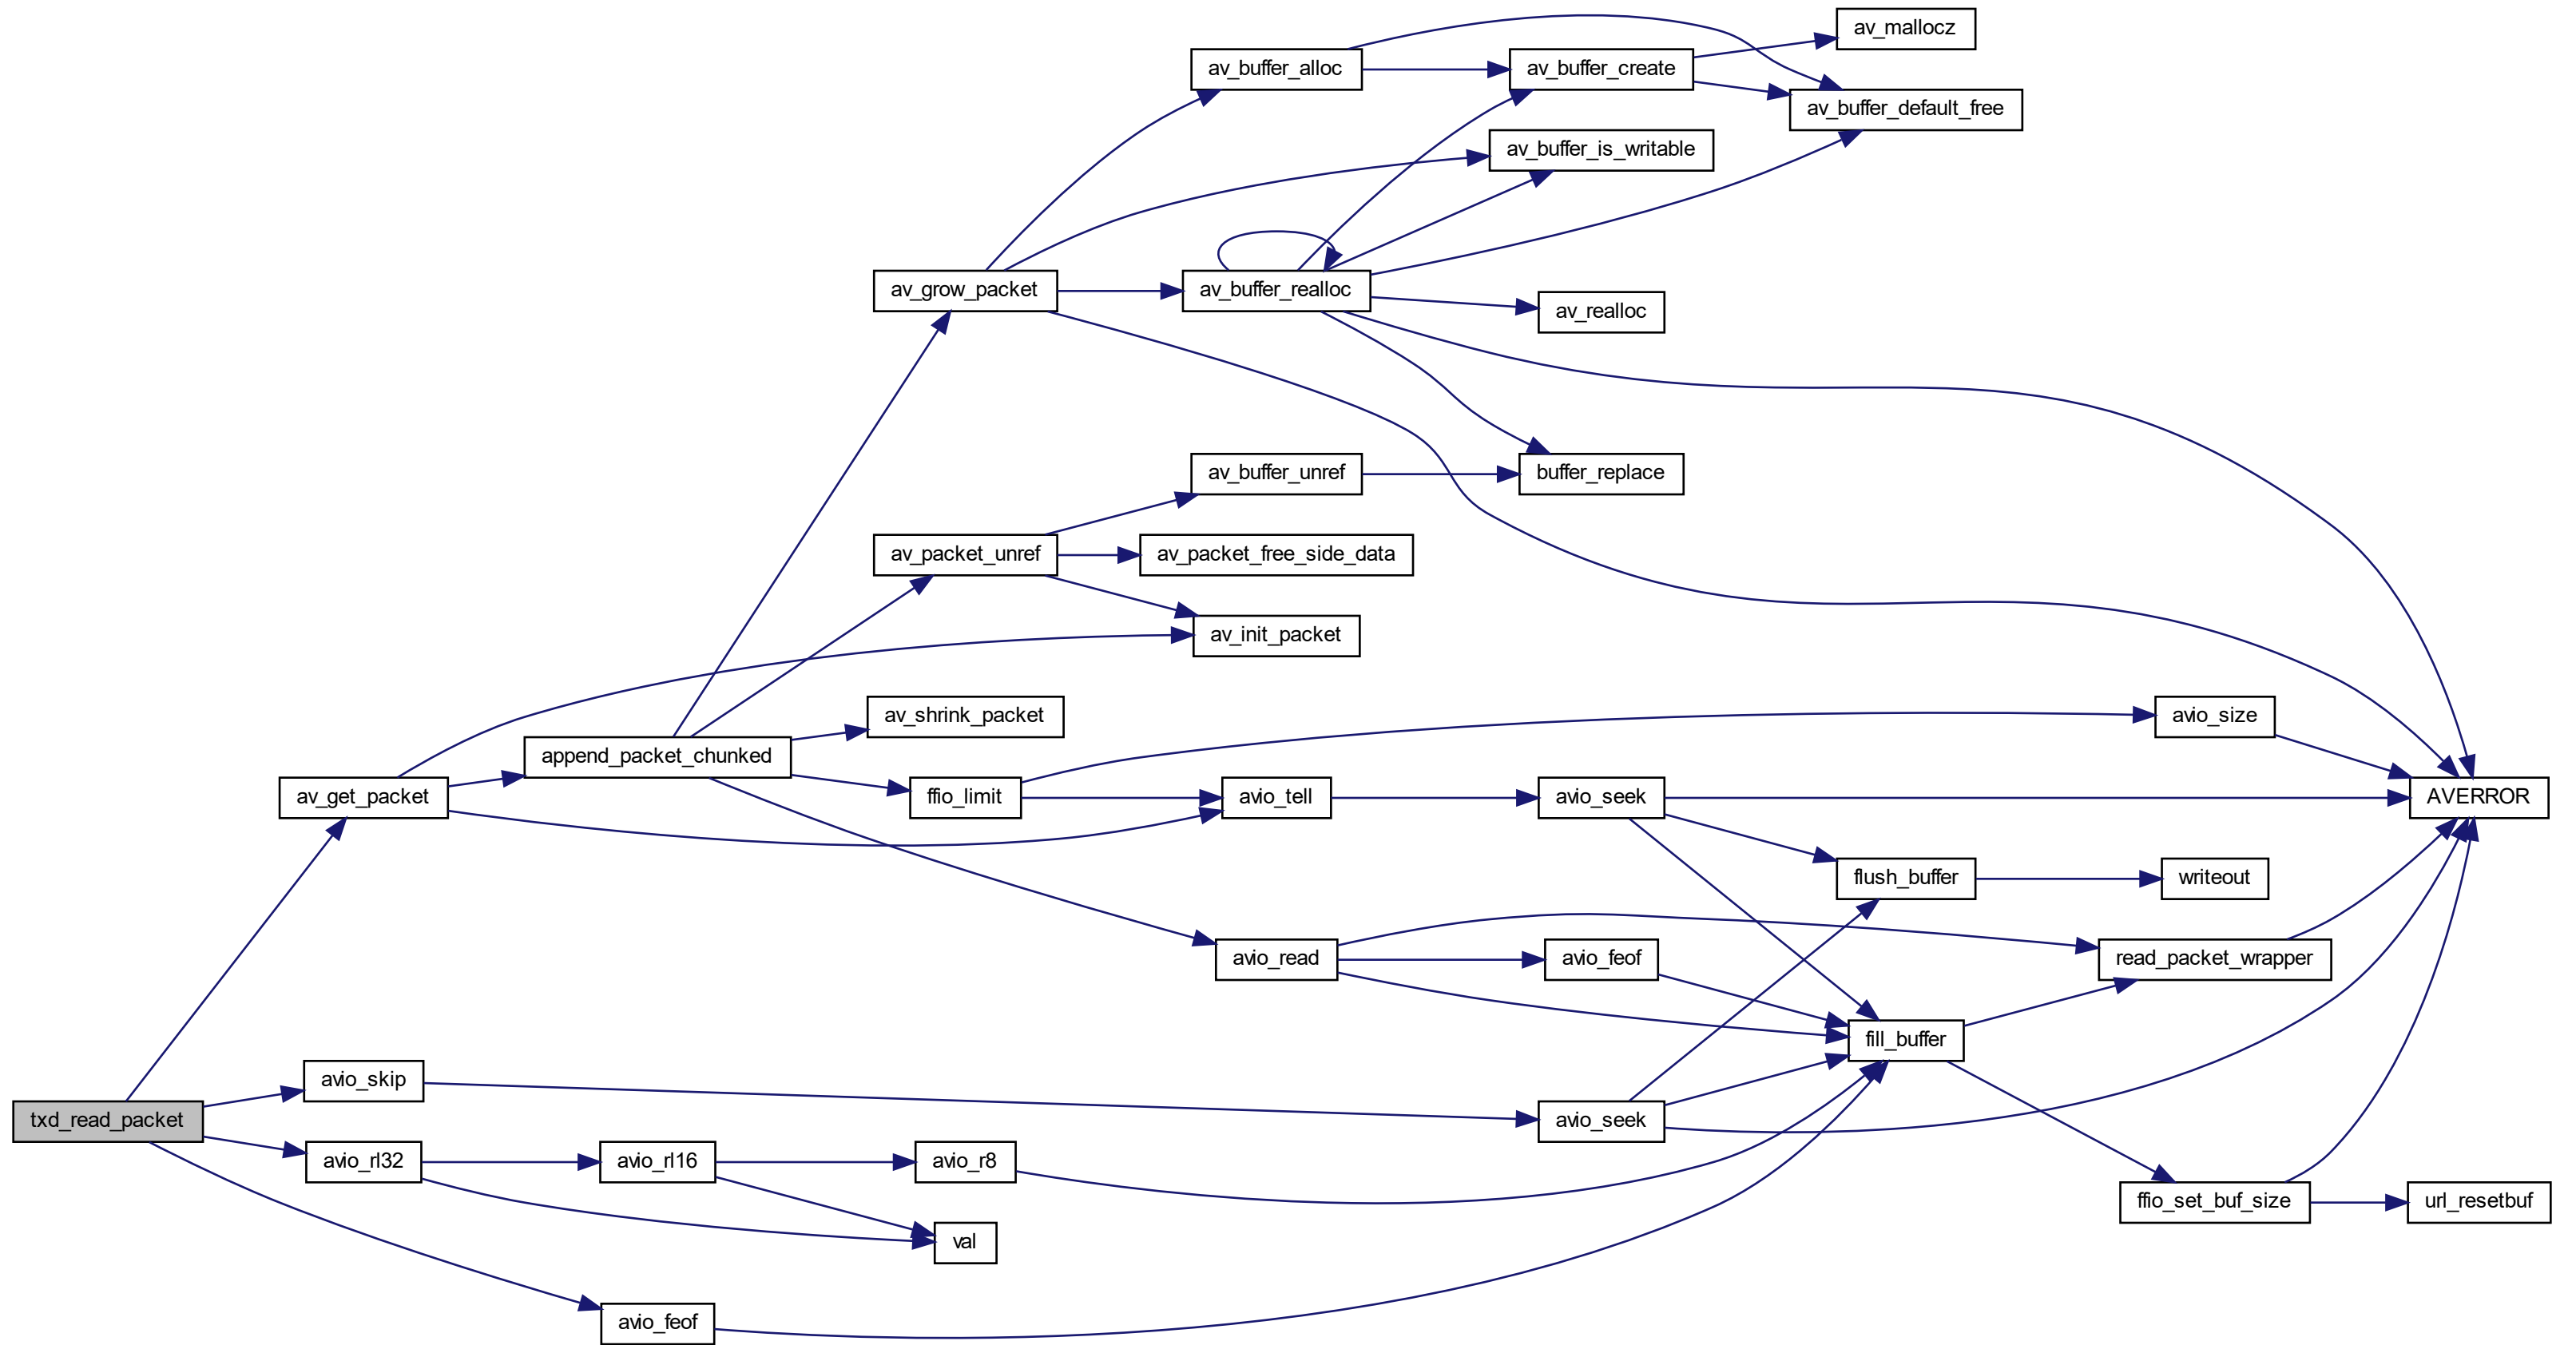 av_mallocz
av_buffer_alloc
av_buffer_create
av_buffer_default_free
av_buffer_is_writable
av_grow_packet
av_buffer_realloc
av_realloc
av_buffer_unref
buffer_replace
av_packet_unref
av_packet_free_side_data
av_init_packet
av_shrink_packet
avio_size
append_packet_chunked
av_get_packet
ffio_limit
avio_tell
avio_seek
AVERROR
flush_buffer
writeout
avio_read
avio_feof
read_packet_wrapper
fill_buffer
avio_skip
txd_read_packet
avio_seek
avio_rl32
avio_rl16
avio_r8
ffio_set_buf_size
url_resetbuf
val
avio_feof